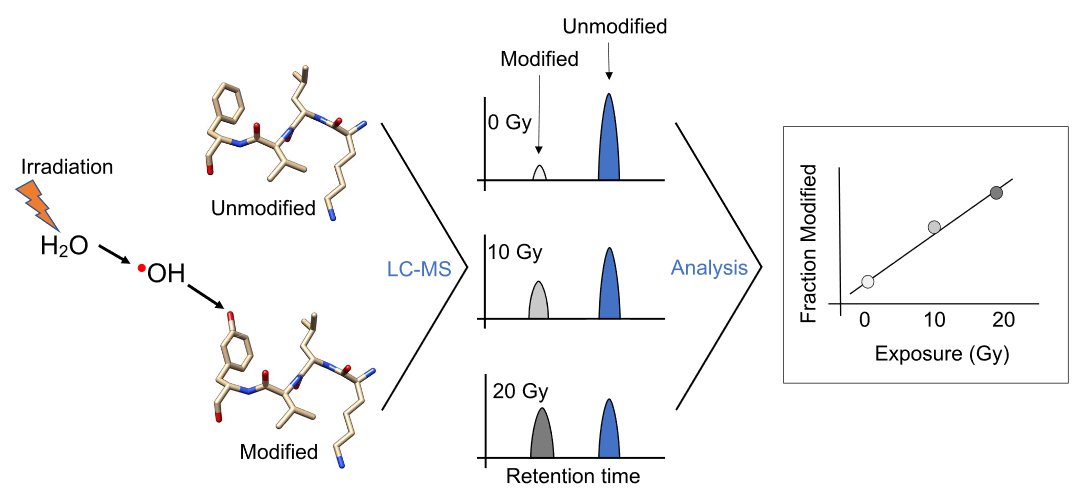 Irradiation
H₂O
•OH
Unmodified
Modified
LC-MS
Unmodified
Modified
0 Gy
10 Gy
20 Gy
Retention time
Analysis
Fraction Modified
0 10 20
Exposure (Gy)